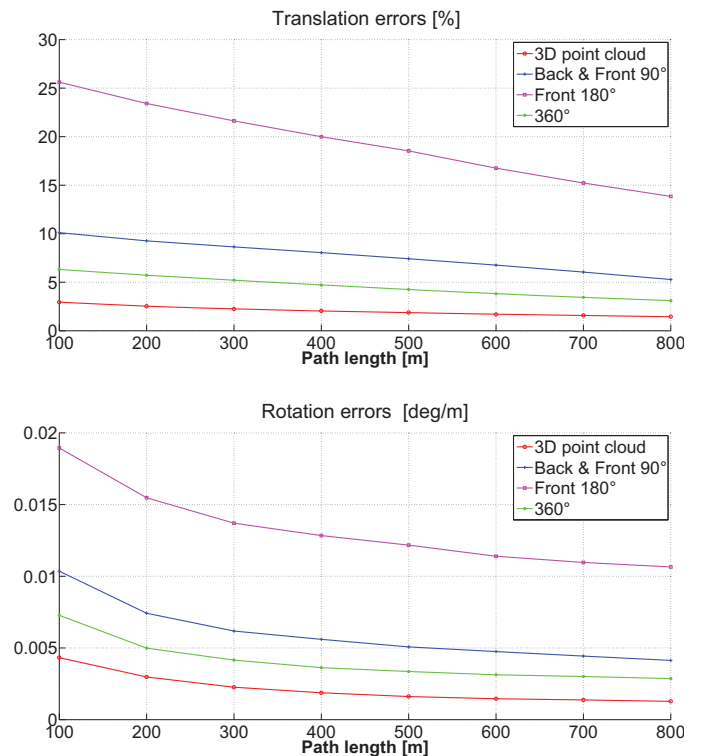 Translation errors [%]
30
25
20
15
10
5
0
3D point cloud
Back & Front 90°
Front 180°
360°
100 200 300 400 500 600 700 800
Path length [m]
Rotation errors [deg/m]
0.02
0.015
0.01
0.005
0
3D point cloud
Back & Front 90°
Front 180°
360°
100 200 300 400 500 600 700 800
Path length [m]